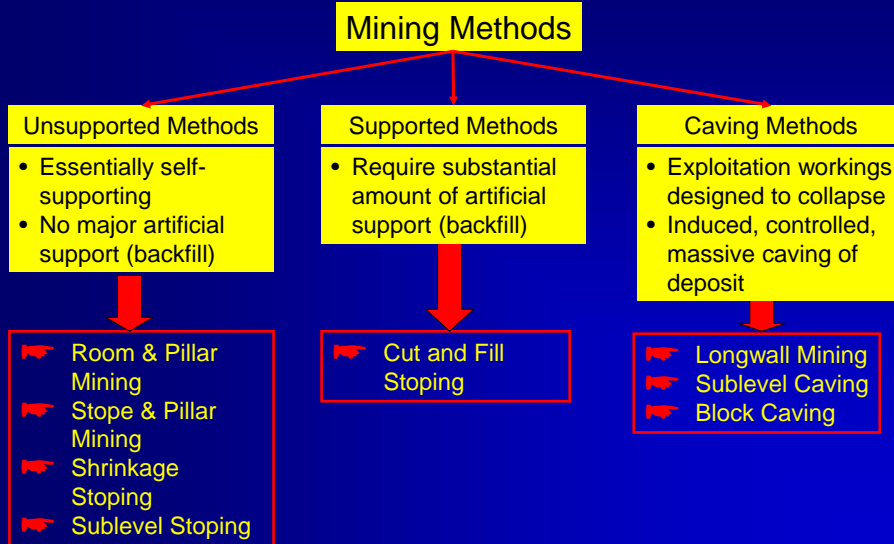 Mining Methods
Unsupported Methods
• Essentially self-
supporting
• No major artificial
support (backfill)
Room & Pillar
Mining
Stope & Pillar
Mining
Shrinkage
Stoping
Sublevel Stoping
Supported Methods
• Require substantial
amount of artificial
support (backfill)
Cut and Fill
Stoping
Caving Methods
• Exploitation workings
designed to collapse
• Induced, controlled,
massive caving of
deposit
Longwall Mining
Sublevel Caving
Block Caving